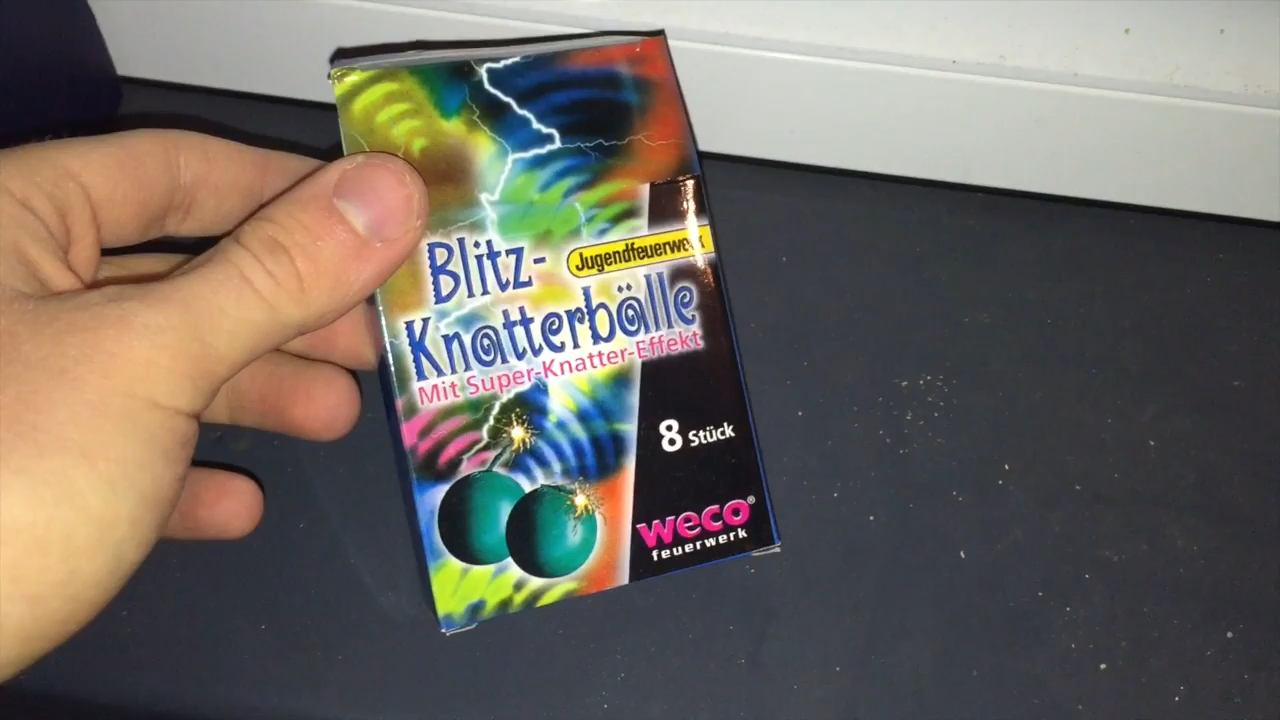 Blitz-
Jugendfeuerwerk
Knatterbälle
Mit Super-Knatter-Effekt
8 Stück
weco®
feuerwerk